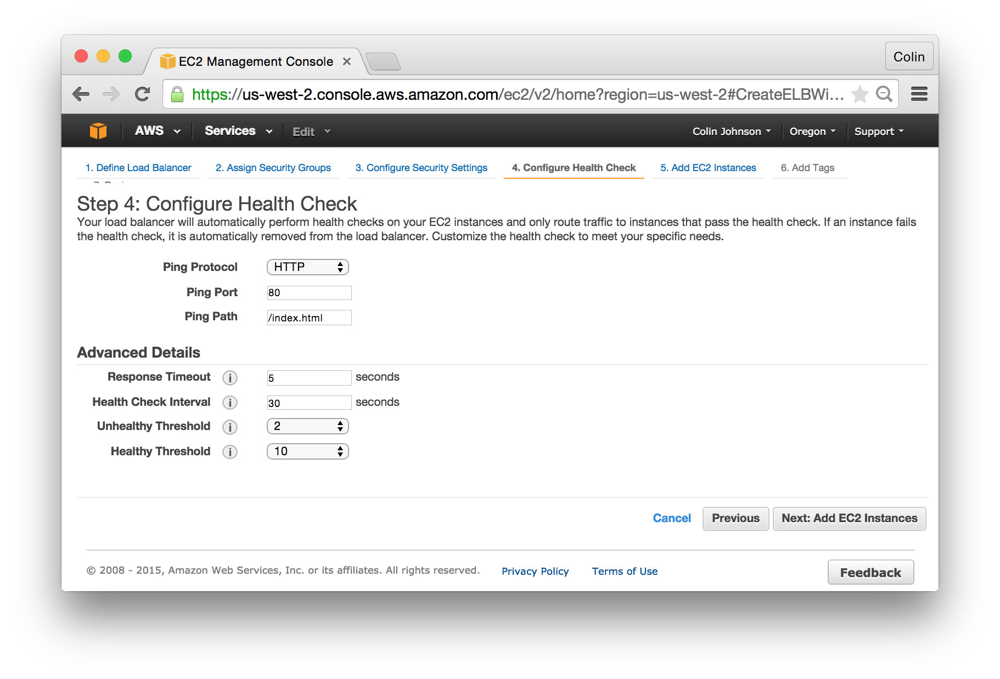 EC2 Management Console
Colin
https://us-west-2.console.aws.amazon.com/ec2/v2/home?region=us-west-2#CreateELBWi...
AWS Services Edit Colin Johnson Oregon Support
1. Define Load Balancer 2. Assign Security Groups 3. Configure Security Settings 4. Configure Health Check 5. Add EC2 Instances 6. Add Tags
Step 4: Configure Health Check
Your load balancer will automatically perform health checks on your EC2 instances and only route traffic to instances that pass the health check. If an instance fails
the health check, it is automatically removed from the load balancer. Customize the health check to meet your specific needs.
Ping Protocol HTTP
Ping Port 80
Ping Path /index.html
Advanced Details
Response Timeout i 5 seconds
Health Check Interval i 30 seconds
Unhealthy Threshold i 2
Healthy Threshold i 10
Cancel Previous Next: Add EC2 Instances
© 2008 - 2015, Amazon Web Services, Inc. or its affiliates. All rights reserved. Privacy Policy Terms of Use Feedback